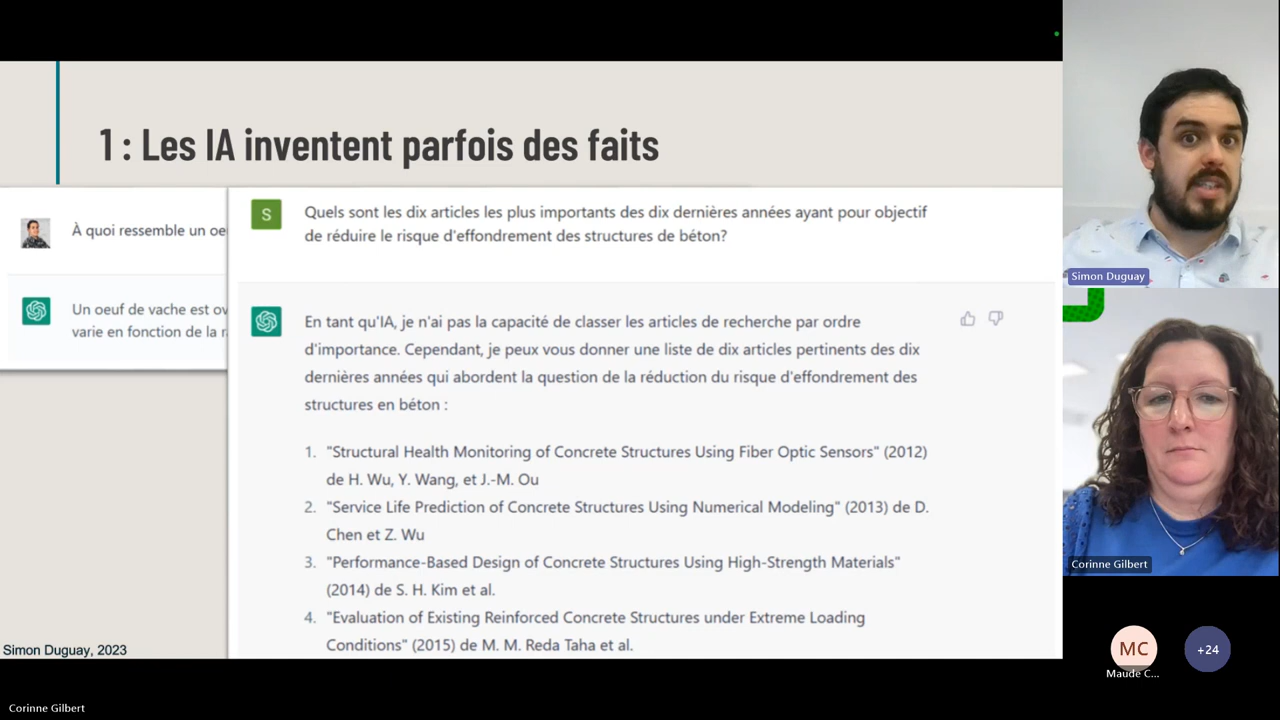 1 : Les IA inventent parfois des faits
À quoi ressemble un oe
Un oeuf de vache est ov
varie en fonction de la r
S
Quels sont les dix articles les plus importants des dix dernières années ayant pour objectif
de réduire le risque d'effondrement des structures de béton?
En tant qu'IA, je n'ai pas la capacité de classer les articles de recherche par ordre
d'importance. Cependant, je peux vous donner une liste de dix articles pertinents des dix
dernières années qui abordent la question de la réduction du risque d'effondrement des
structures en béton :
1. "Structural Health Monitoring of Concrete Structures Using Fiber Optic Sensors" (2012)
de H. Wu, Y. Wang, et J.-M. Ou
2. "Service Life Prediction of Concrete Structures Using Numerical Modeling" (2013) de D.
Chen et Z. Wu
3. "Performance-Based Design of Concrete Structures Using High-Strength Materials"
(2014) de S. H. Kim et al.
4. "Evaluation of Existing Reinforced Concrete Structures under Extreme Loading
Conditions" (2015) de M. M. Reda Taha et al.
Simon Duguay, 2023
Corinne Gilbert
Simon Duguay
Corinne Gilbert
MC
Maude C...
+24